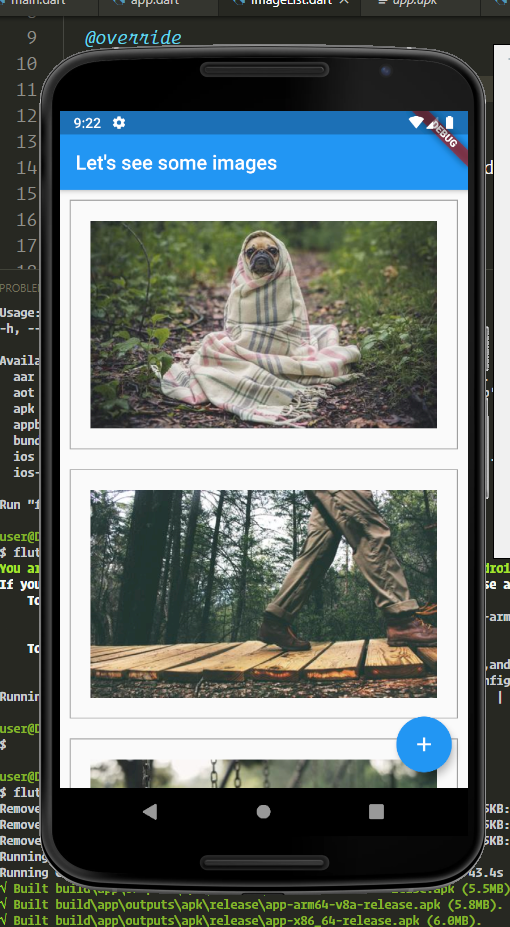 main.dart app.dart imageList.dart app.apk
9 @override
10
11
12
13
14
15
16
17
18
9:22
DEBUG
Let's see some images
PROBLE
Usage:
-h, --
Availa
aar
aot
apk
appb
bund
ios
ios-
Run "f
user@D
$ flut
You ar
If you
To
To
Runnin
user@D
$
user@D
$ flut
Remove
Remove
Remove
Running
Running
43.4s
√ Built build\app\outputs\apk\release\app-arm64-v8a-release.apk (5.8MB).
√ Built build\app\outputs\apk\release\app-x86_64-release.apk (6.0MB).